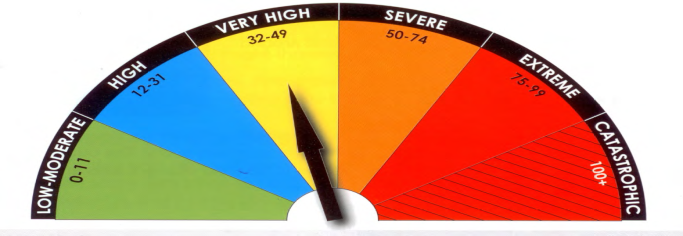 LOW-MODERATE
0-11
HIGH
12-31
VERY HIGH
32-49
SEVERE
50-74
EXTREME
75-99
CATASTROPHIC
100+